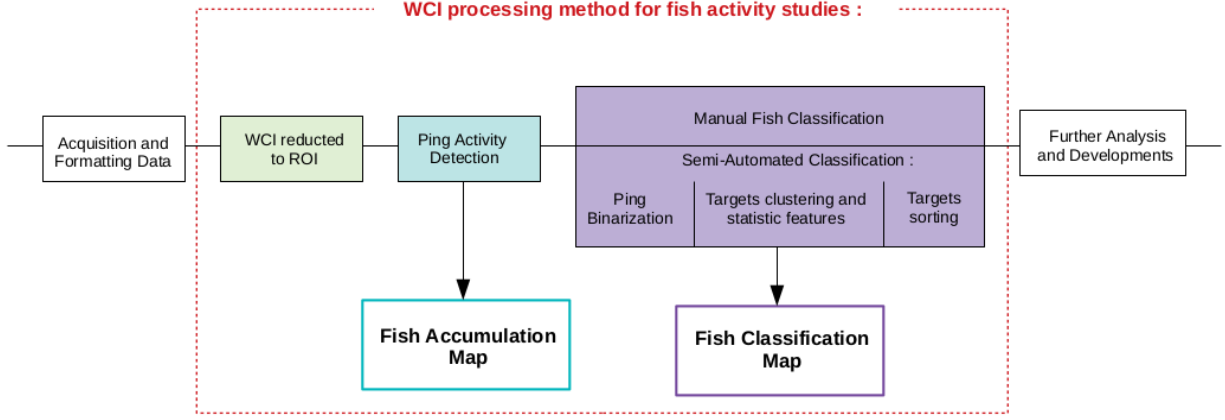 WCI processing method for fish activity studies :
Acquisition and
Formatting Data
WCI reducted
to ROI
Ping Activity
Detection
Manual Fish Classification
Semi-Automated Classification :
Ping
Binarization
Targets clustering and
statistic features
Targets
sorting
Further Analysis
and Developments
Fish Accumulation
Map
Fish Classification
Map